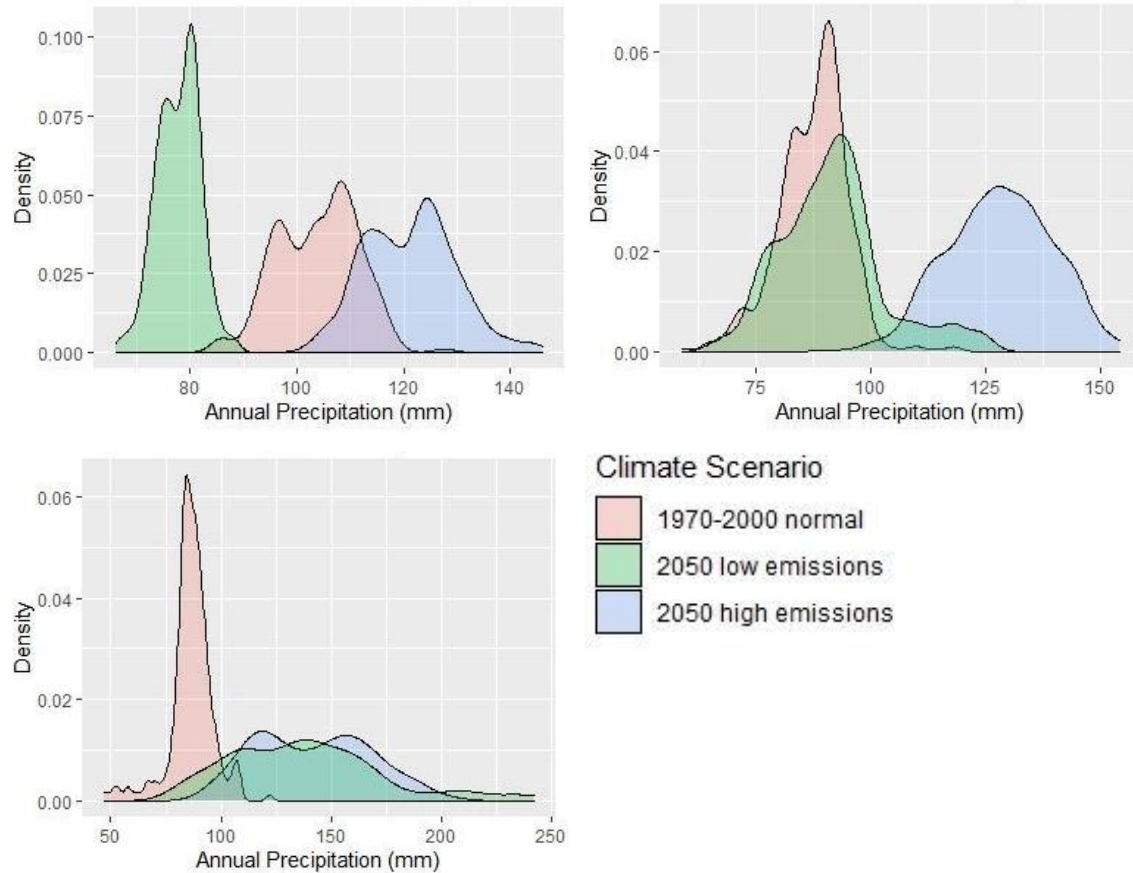 0.100
0.075
0.050
0.025
0.000
Density
80
100
120
140
Annual Precipitation (mm)
0.06
0.04
0.02
0.00
Density
75
100
125
150
Annual Precipitation (mm)
0.06
0.04
0.02
0.00
Density
50
100
150
200
250
Annual Precipitation (mm)
Climate Scenario
1970-2000 normal
2050 low emissions
2050 high emissions